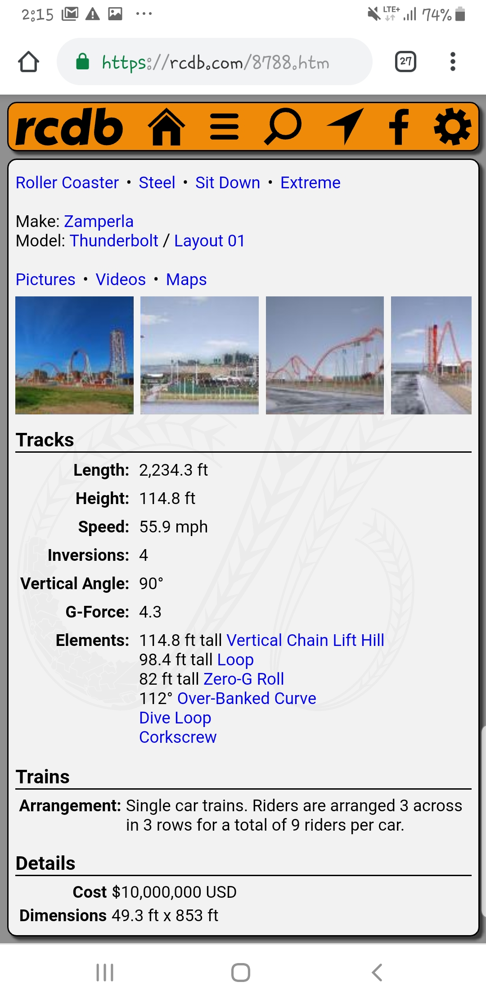 2:15 LTE+ 74%
https://rcdb.com/8788.htm 27
rcdb f
Roller Coaster • Steel • Sit Down • Extreme
Make: Zamperla
Model: Thunderbolt / Layout 01
Pictures • Videos • Maps
Tracks
Length: 2,234.3 ft
Height: 114.8 ft
Speed: 55.9 mph
Inversions: 4
Vertical Angle: 90°
G-Force: 4.3
Elements: 114.8 ft tall Vertical Chain Lift Hill
98.4 ft tall Loop
82 ft tall Zero-G Roll
112° Over-Banked Curve
Dive Loop
Corkscrew
Trains
Arrangement: Single car trains. Riders are arranged 3 across
in 3 rows for a total of 9 riders per car.
Details
Cost $10,000,000 USD
Dimensions 49.3 ft x 853 ft